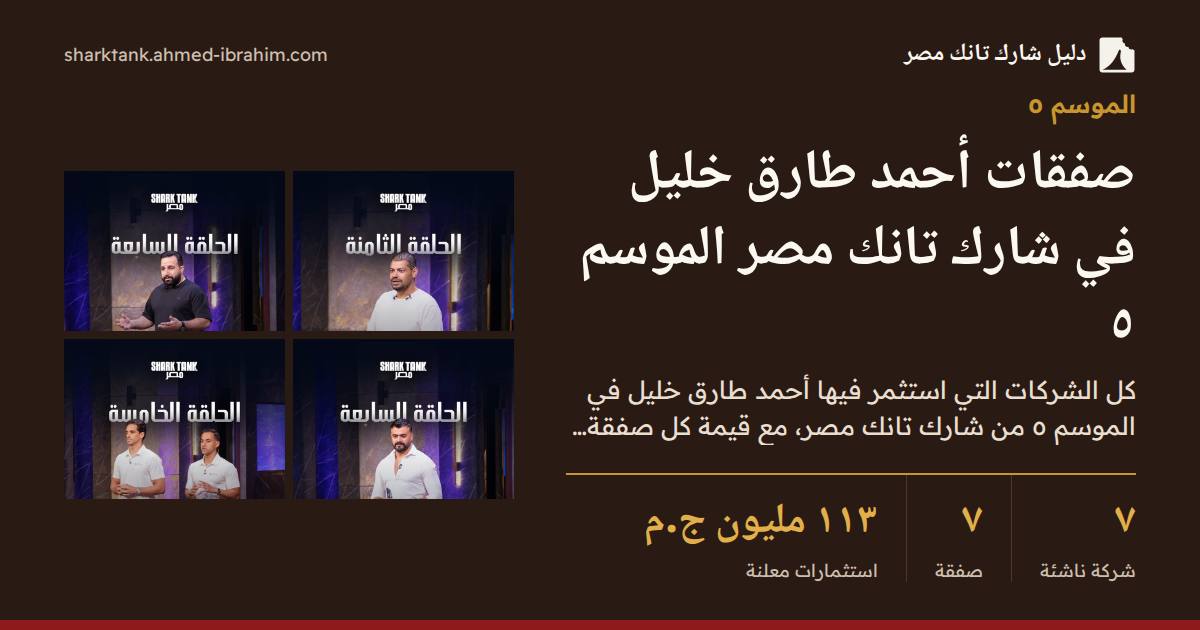 دليل شارك تانك مصر
sharktank.ahmed-ibrahim.com
الموسم ٥
صفقات أحمد طارق خليل
في شارك تانك مصر الموسم
٥
كل الشركات التي استثمر فيها أحمد طارق خليل في
الموسم ٥ من شارك تانك مصر، مع قيمة كل صفقة...
٧
شركة ناشئة
٧
صفقة
١١٣ مليون ج.م
استثمارات معلنة
SHARK TANK
مصر
الحلقة الثامنة
SHARK TANK
مصر
الحلقة السابعة
SHARK TANK
مصر
الحلقة السابعة
SHARK TANK
مصر
الحلقة الخامسة